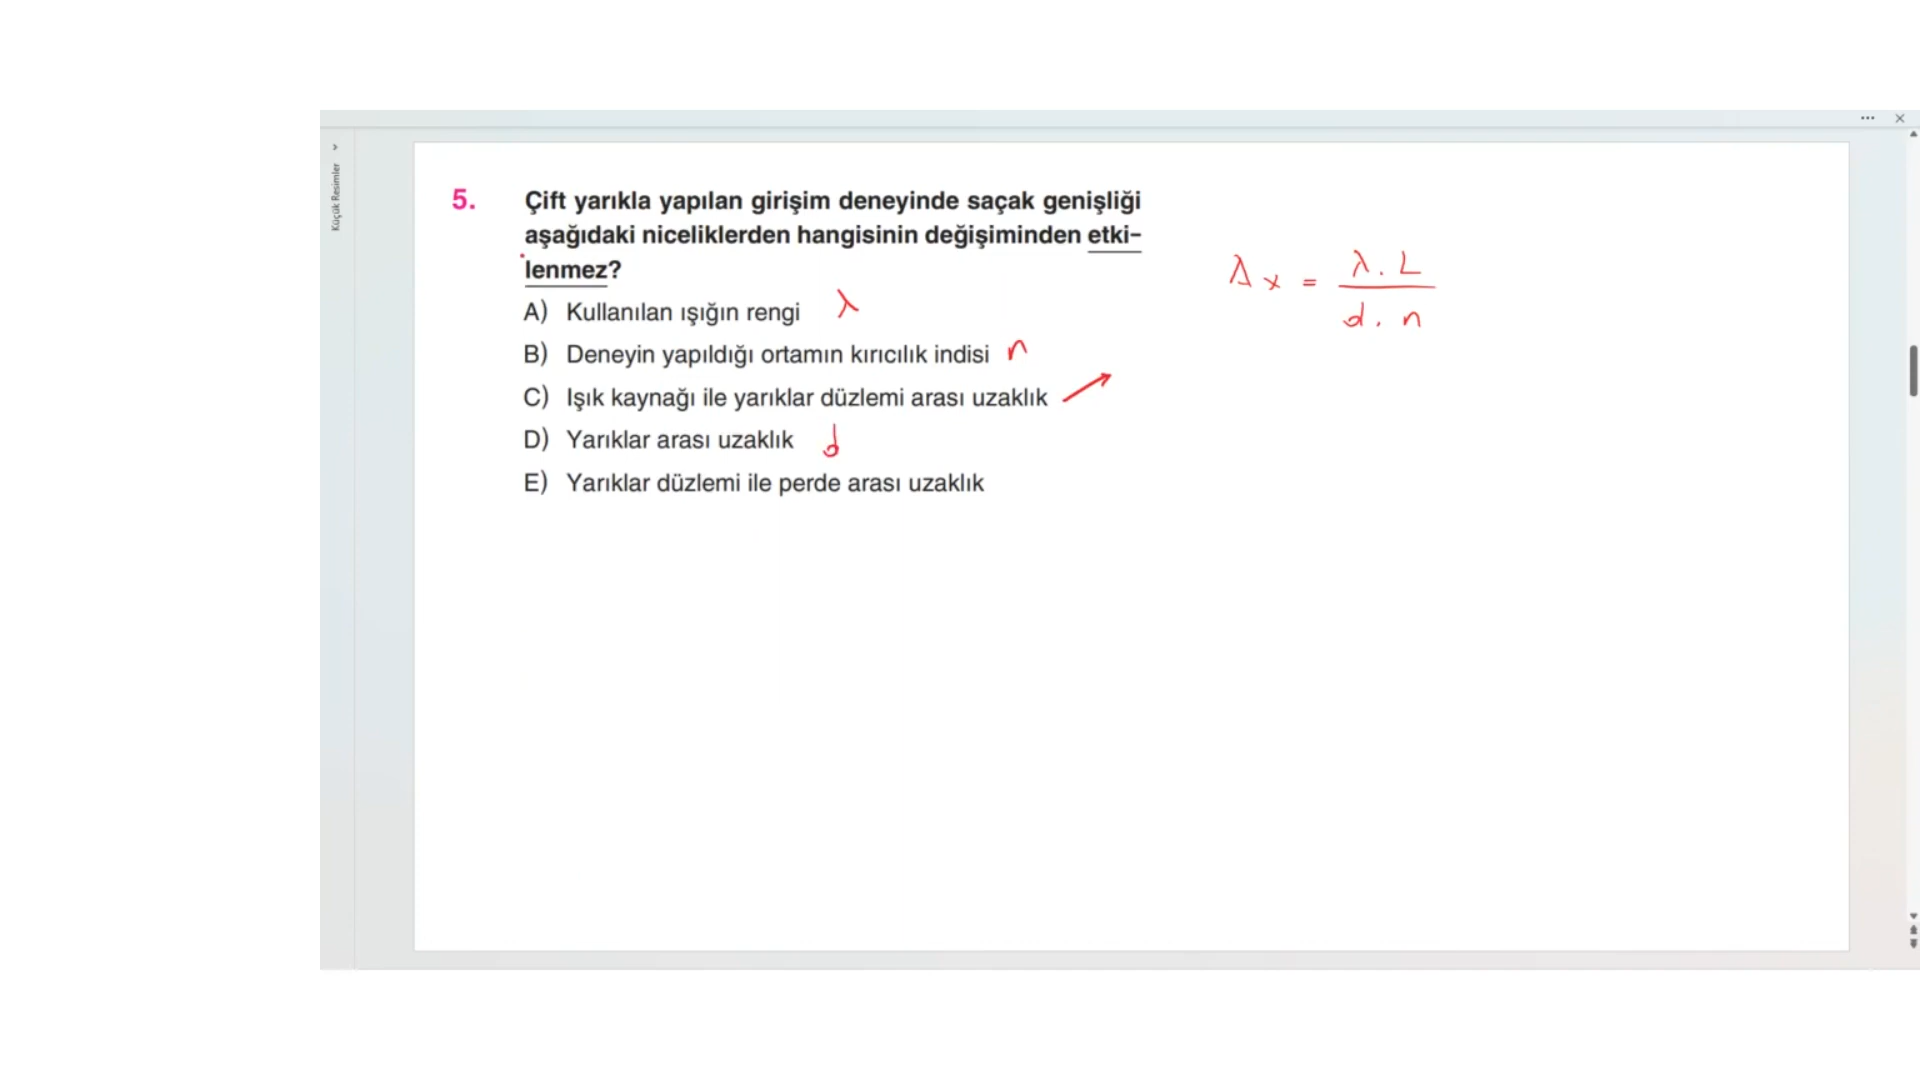 Küçük Resimler
5. Çift yarıkla yapılan girişim deneyinde saçak genişliği
aşağıdaki niceliklerden hangisinin değişiminden etki-
lenmez?
A) Kullanılan ışığın rengi λ
B) Deneyin yapıldığı ortamın kırıcılık indisi n
C) Işık kaynağı ile yarıklar düzlemi arası uzaklık
D) Yarıklar arası uzaklık d
E) Yarıklar düzlemi ile perde arası uzaklık
Δx = λ. L
d. n